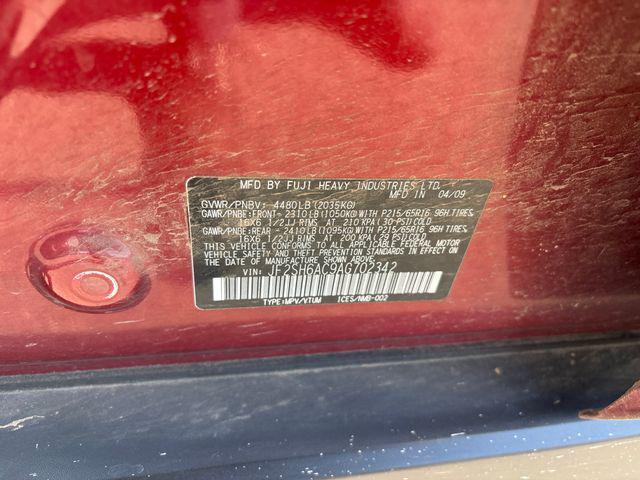 MFD BY FUJI HEAVY INDUSTRIES LTD.
MFD IN 04/09
GVWR/PNBV: 4480LB(2035KG)
GAWR/PNBE:FRONT- 2310LB(1050KG)WITH P215/65R16 96H TIRES,
16X6 1/2JJ RIMS AT 210 KPA(30 PSI)COLD
GAWR/PNBE:REAR - 2410LB(1095KG)WITH P215/65R16 96H TIRES,
16X6 1/2JJ RIMS AT 200 KPA(29 PSI)COLD
THIS VEHICLE CONFORMS TO ALL APPLICABLE FEDERAL MOTOR
VEHICLE SAFETY AND THEFT PREVENTION STANDARDS IN EFFECT
ON THE DATE OF MANUFACTURE SHOWN ABOVE.
VIN: JF2SH6AC9AG702342
TYPE:MPV/VTUM ICES/NMB-002